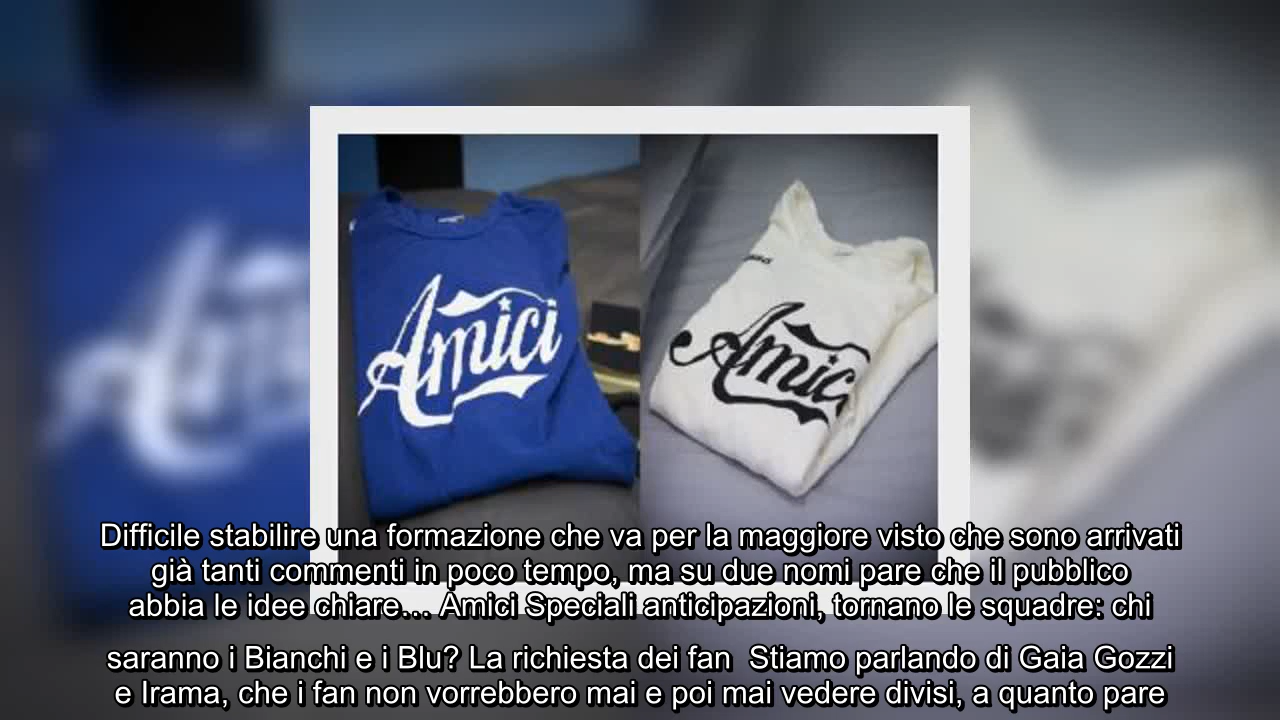 Amici
Amici
Difficile stabilire una formazione che va per la maggiore visto che sono arrivati
già tanti commenti in poco tempo, ma su due nomi pare che il pubblico
abbia le idee chiare… Amici Speciali anticipazioni, tornano le squadre: chi
saranno i Bianchi e i Blu? La richiesta dei fan  Stiamo parlando di Gaia Gozzi
e Irama, che i fan non vorrebbero mai e poi mai vedere divisi, a quanto pare